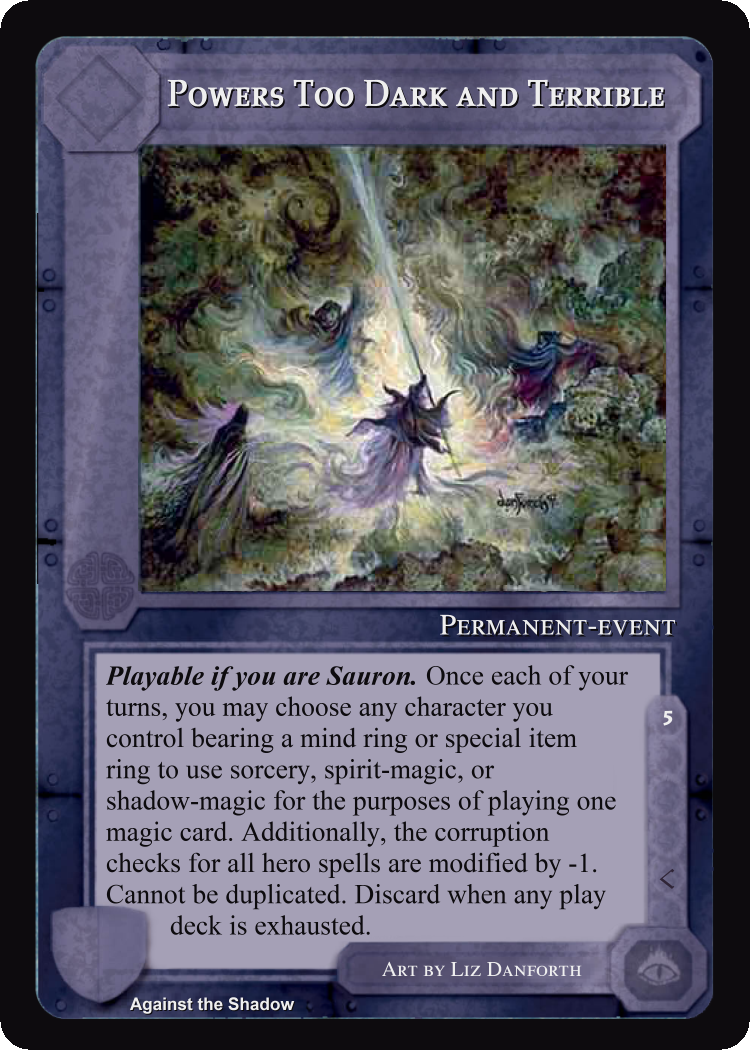 Powers Too Dark and Terrible
Permanent-event
Playable if you are Sauron. Once each of your
turns, you may choose any character you
control bearing a mind ring or special item
ring to use sorcery, spirit-magic, or
shadow-magic for the purposes of playing one
magic card. Additionally, the corruption
checks for all hero spells are modified by -1.
Cannot be duplicated. Discard when any play
deck is exhausted.
5
Art by Liz Danforth
Against the Shadow